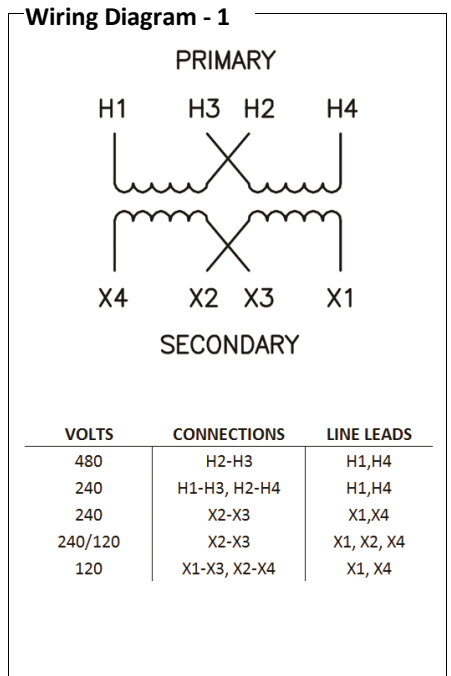 Wiring Diagram - 1
PRIMARY
H1 H3 H2 H4
X4 X2 X3 X1
SECONDARY
VOLTS CONNECTIONS LINE LEADS
480 H2-H3 H1,H4
240 H1-H3, H2-H4 H1,H4
240 X2-X3 X1,X4
240/120 X2-X3 X1, X2, X4
120 X1-X3, X2-X4 X1, X4